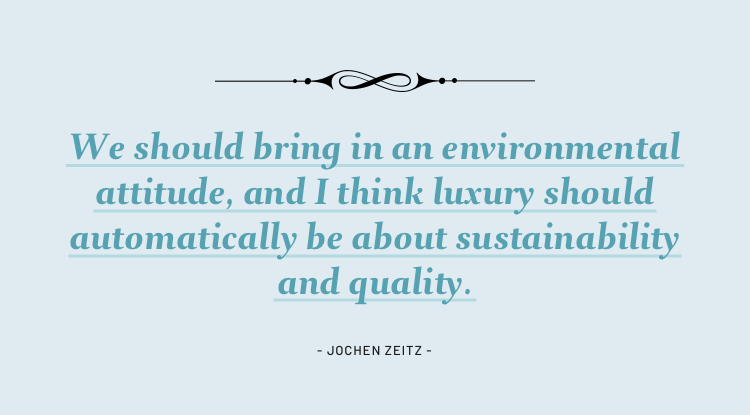 We should bring in an environmental
attitude, and I think luxury should
automatically be about sustainability
and quality.
- JOCHEN ZEITZ -